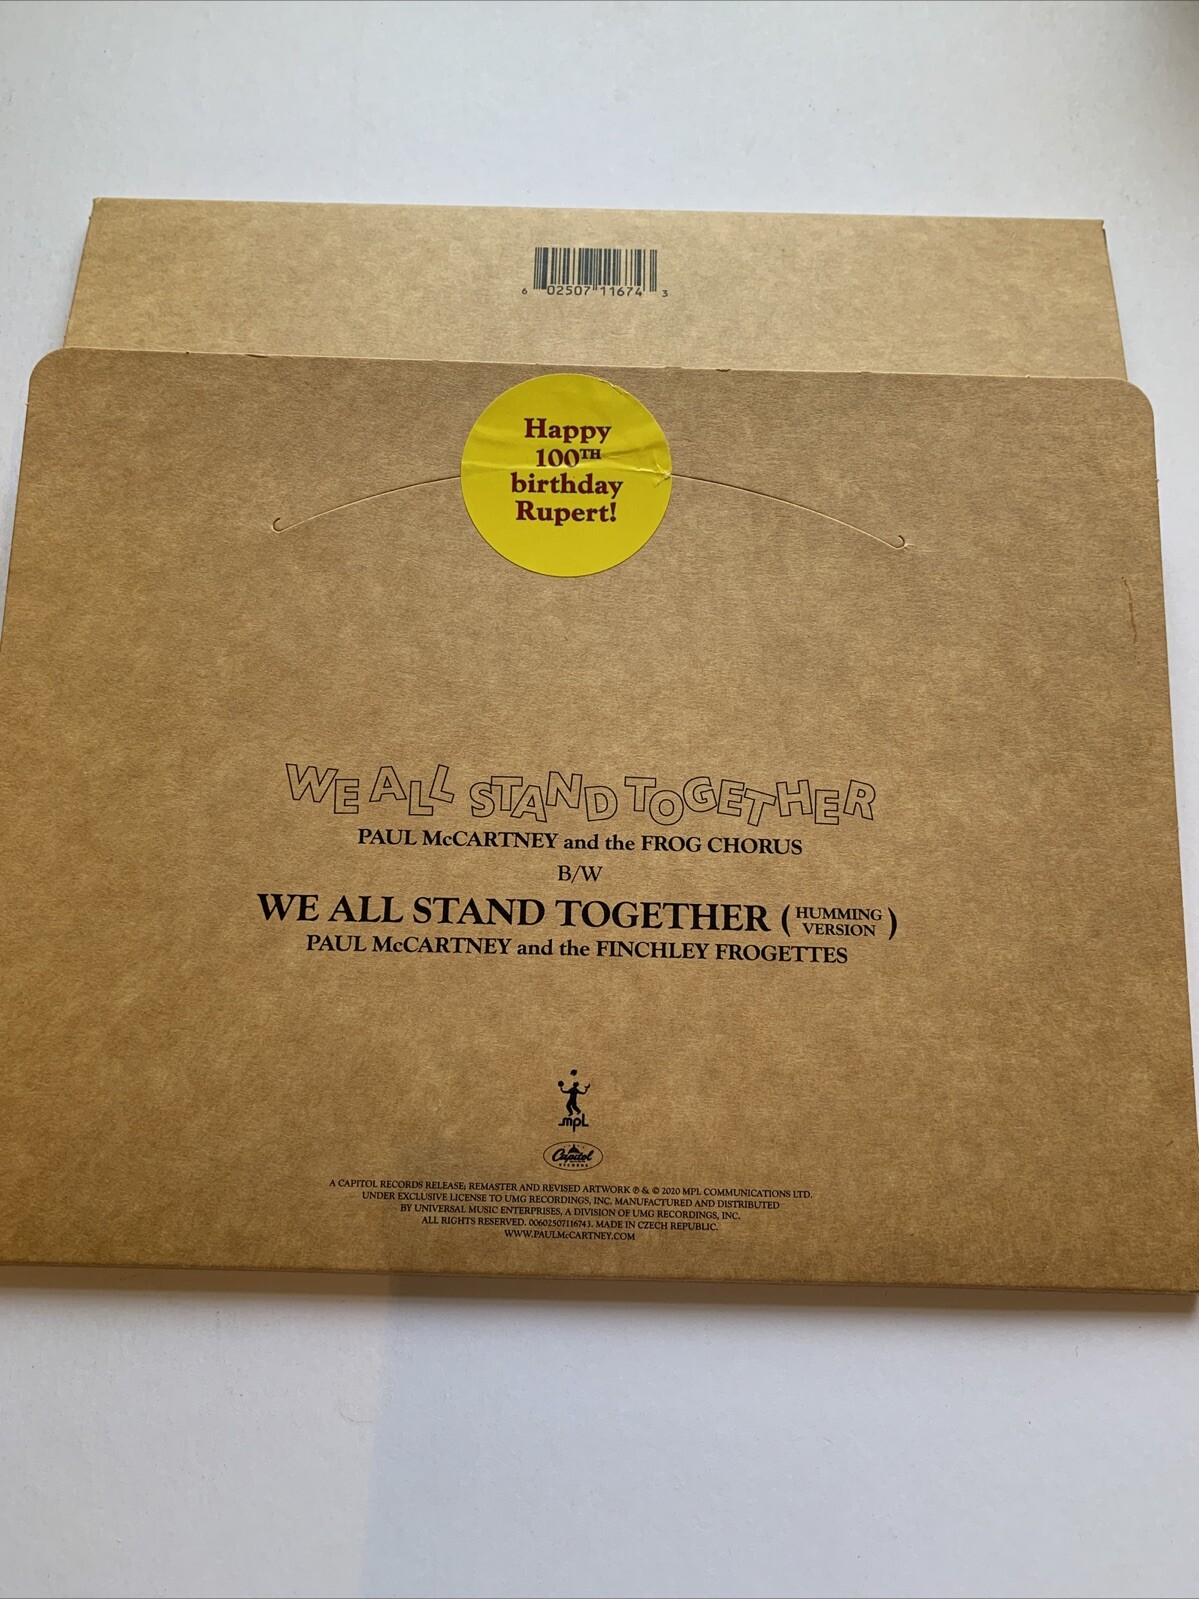 6 02507 11674 3
Happy
100TH
birthday
Rupert!
WE ALL STAND TOGETHER
PAUL McCARTNEY and the FROG CHORUS
B/W
WE ALL STAND TOGETHER (HUMMING VERSION)
PAUL McCARTNEY and the FINCHLEY FROGETTES
mpl
Capitol
RECORDS
A CAPITOL RECORDS RELEASE; REMASTER AND REVISED ARTWORK ℗ & © 2020 MPL COMMUNICATIONS LTD.
UNDER EXCLUSIVE LICENSE TO UMG RECORDINGS, INC. MANUFACTURED AND DISTRIBUTED
BY UNIVERSAL MUSIC ENTERPRISES, A DIVISION OF UMG RECORDINGS, INC.
ALL RIGHTS RESERVED. 00602507116743. MADE IN CZECH REPUBLIC.
WWW.PAULMcCARTNEY.COM